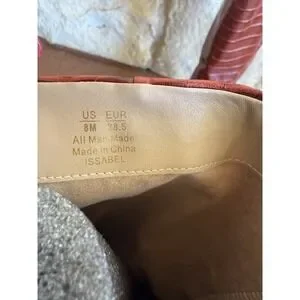 US EUR
8M 38.5
All Man Made
Made in China
ISSABEL